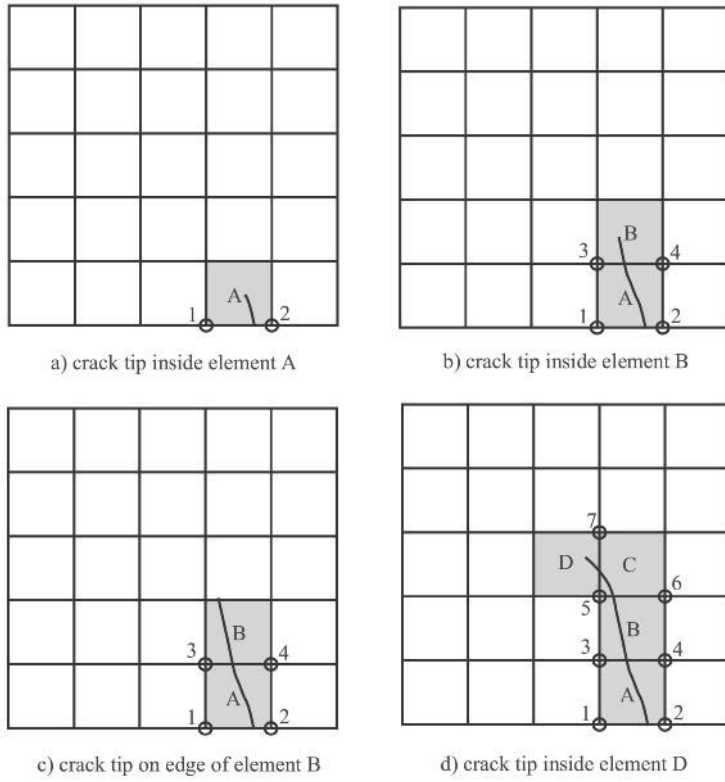 A
1
2
a) crack tip inside element A
B
3
4
A
1
2
b) crack tip inside element B
B
3
4
A
1
2
c) crack tip on edge of element B
7
D
C
5
6
B
3
4
A
1
2
d) crack tip inside element D